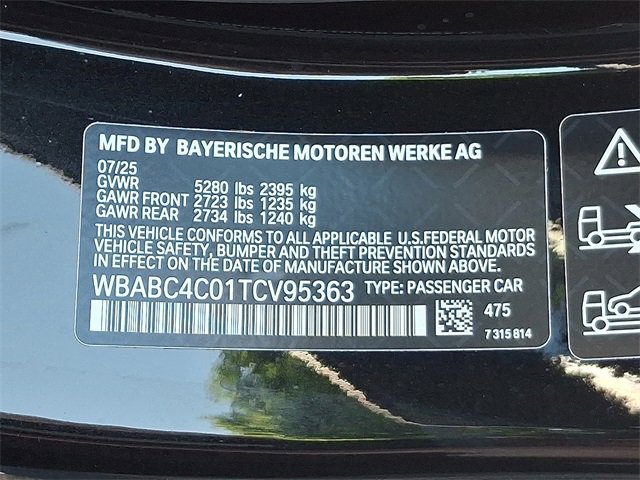 MFD BY BAYERISCHE MOTOREN WERKE AG
07/25
GVWR 5280 lbs 2395 kg
GAWR FRONT 2723 lbs 1235 kg
GAWR REAR 2734 lbs 1240 kg
THIS VEHICLE CONFORMS TO ALL APPLICABLE U.S.FEDERAL MOTOR
VEHICLE SAFETY, BUMPER AND THEFT PREVENTION STANDARDS
IN EFFECT ON THE DATE OF MANUFACTURE SHOWN ABOVE.
WBABC4C01TCV95363 TYPE: PASSENGER CAR
475
7315814